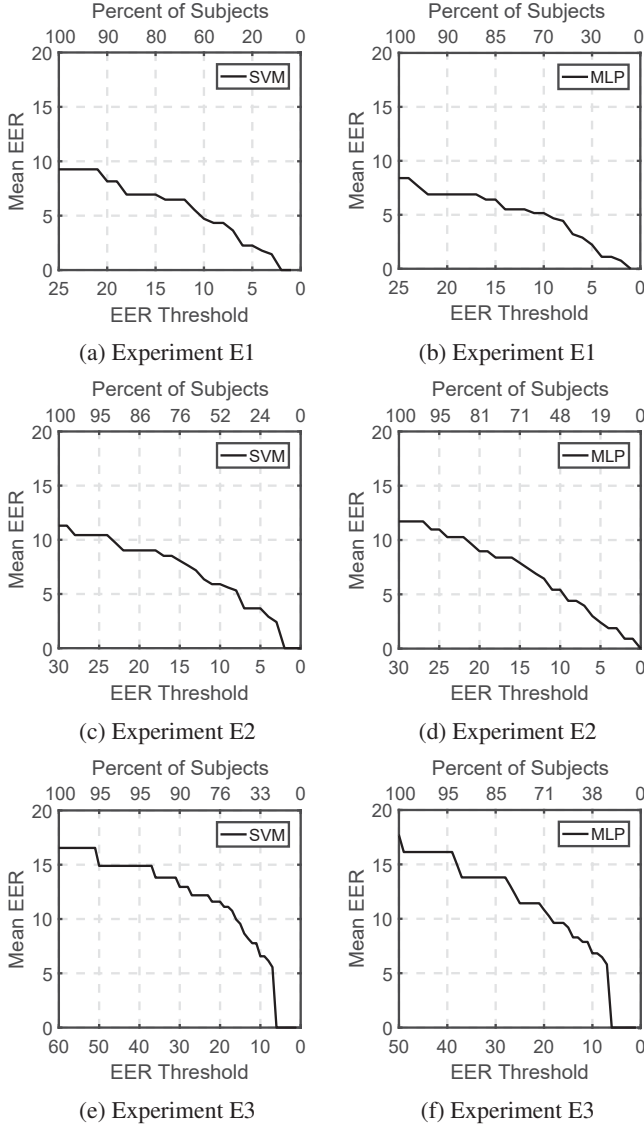 Percent of Subjects
100 90 80 60 20 0
20
15
10
5
0
Mean EER
SVM
25 20 15 10 5 0
EER Threshold
(a) Experiment E1
Percent of Subjects
100 90 85 70 30 0
20
15
10
5
0
Mean EER
MLP
25 20 15 10 5 0
EER Threshold
(b) Experiment E1
Percent of Subjects
100 95 86 76 52 24 0
20
15
10
5
0
Mean EER
SVM
30 25 20 15 10 5 0
EER Threshold
(c) Experiment E2
Percent of Subjects
100 95 81 71 48 19 0
20
15
10
5
0
Mean EER
MLP
30 25 20 15 10 5 0
EER Threshold
(d) Experiment E2
Percent of Subjects
100 95 95 90 76 33 0
20
15
10
5
0
Mean EER
SVM
60 50 40 30 20 10 0
EER Threshold
(e) Experiment E3
Percent of Subjects
100 95 85 71 38 0
20
15
10
5
0
Mean EER
MLP
50 40 30 20 10 0
EER Threshold
(f) Experiment E3